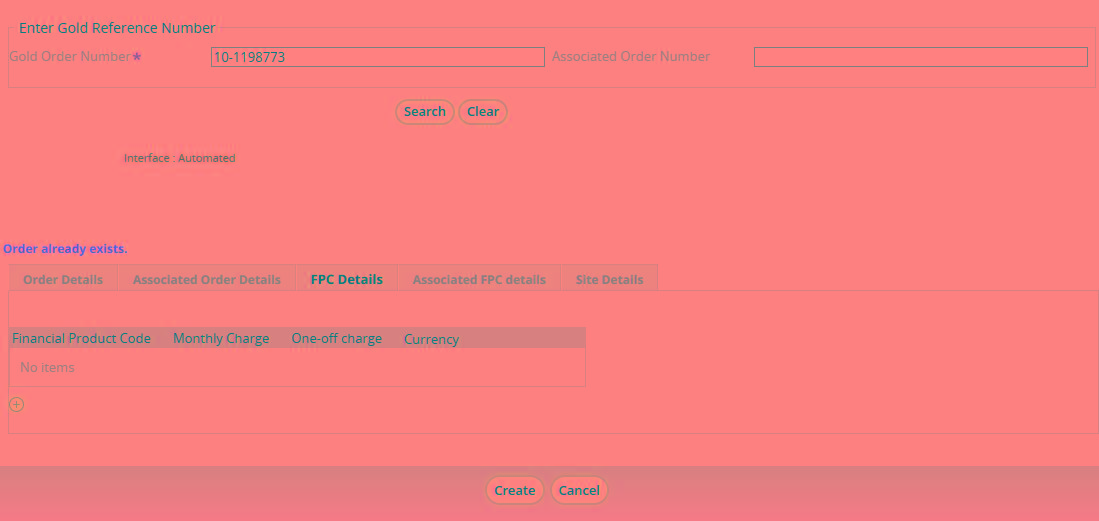 Enter Gold Reference Number
Gold Order Number* 10-1198773 Associated Order Number
Search Clear
Interface : Automated
Order already exists.
Order Details Associated Order Details FPC Details Associated FPC details Site Details
Financial Product Code Monthly Charge One-off charge Currency
No items
Create Cancel